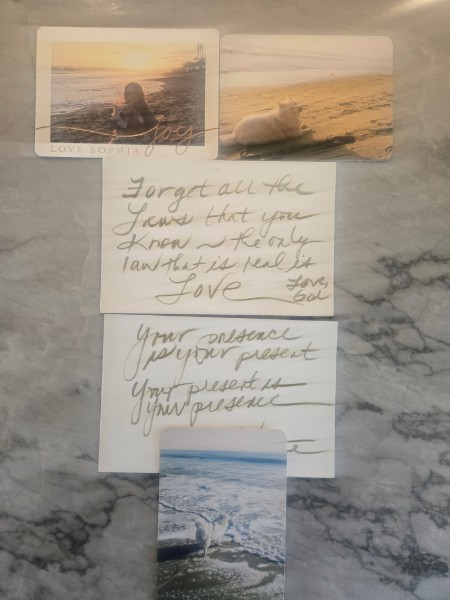 joy
LOVE SOPHIA
Forget all the
Laws that you
Know ~ the only
law that is real is
Love
Love,
God
Your presence
is your present
Your present is
your presence